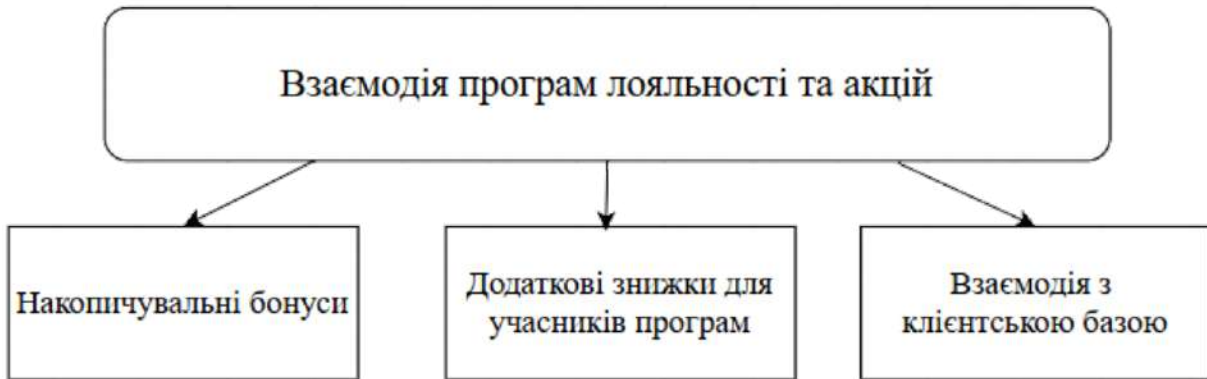 Взаємодія програм лояльності та акцій
Накопичувальні бонуси
Додаткові знижки для
учасників програм
Взаємодія з
клієнтською базою